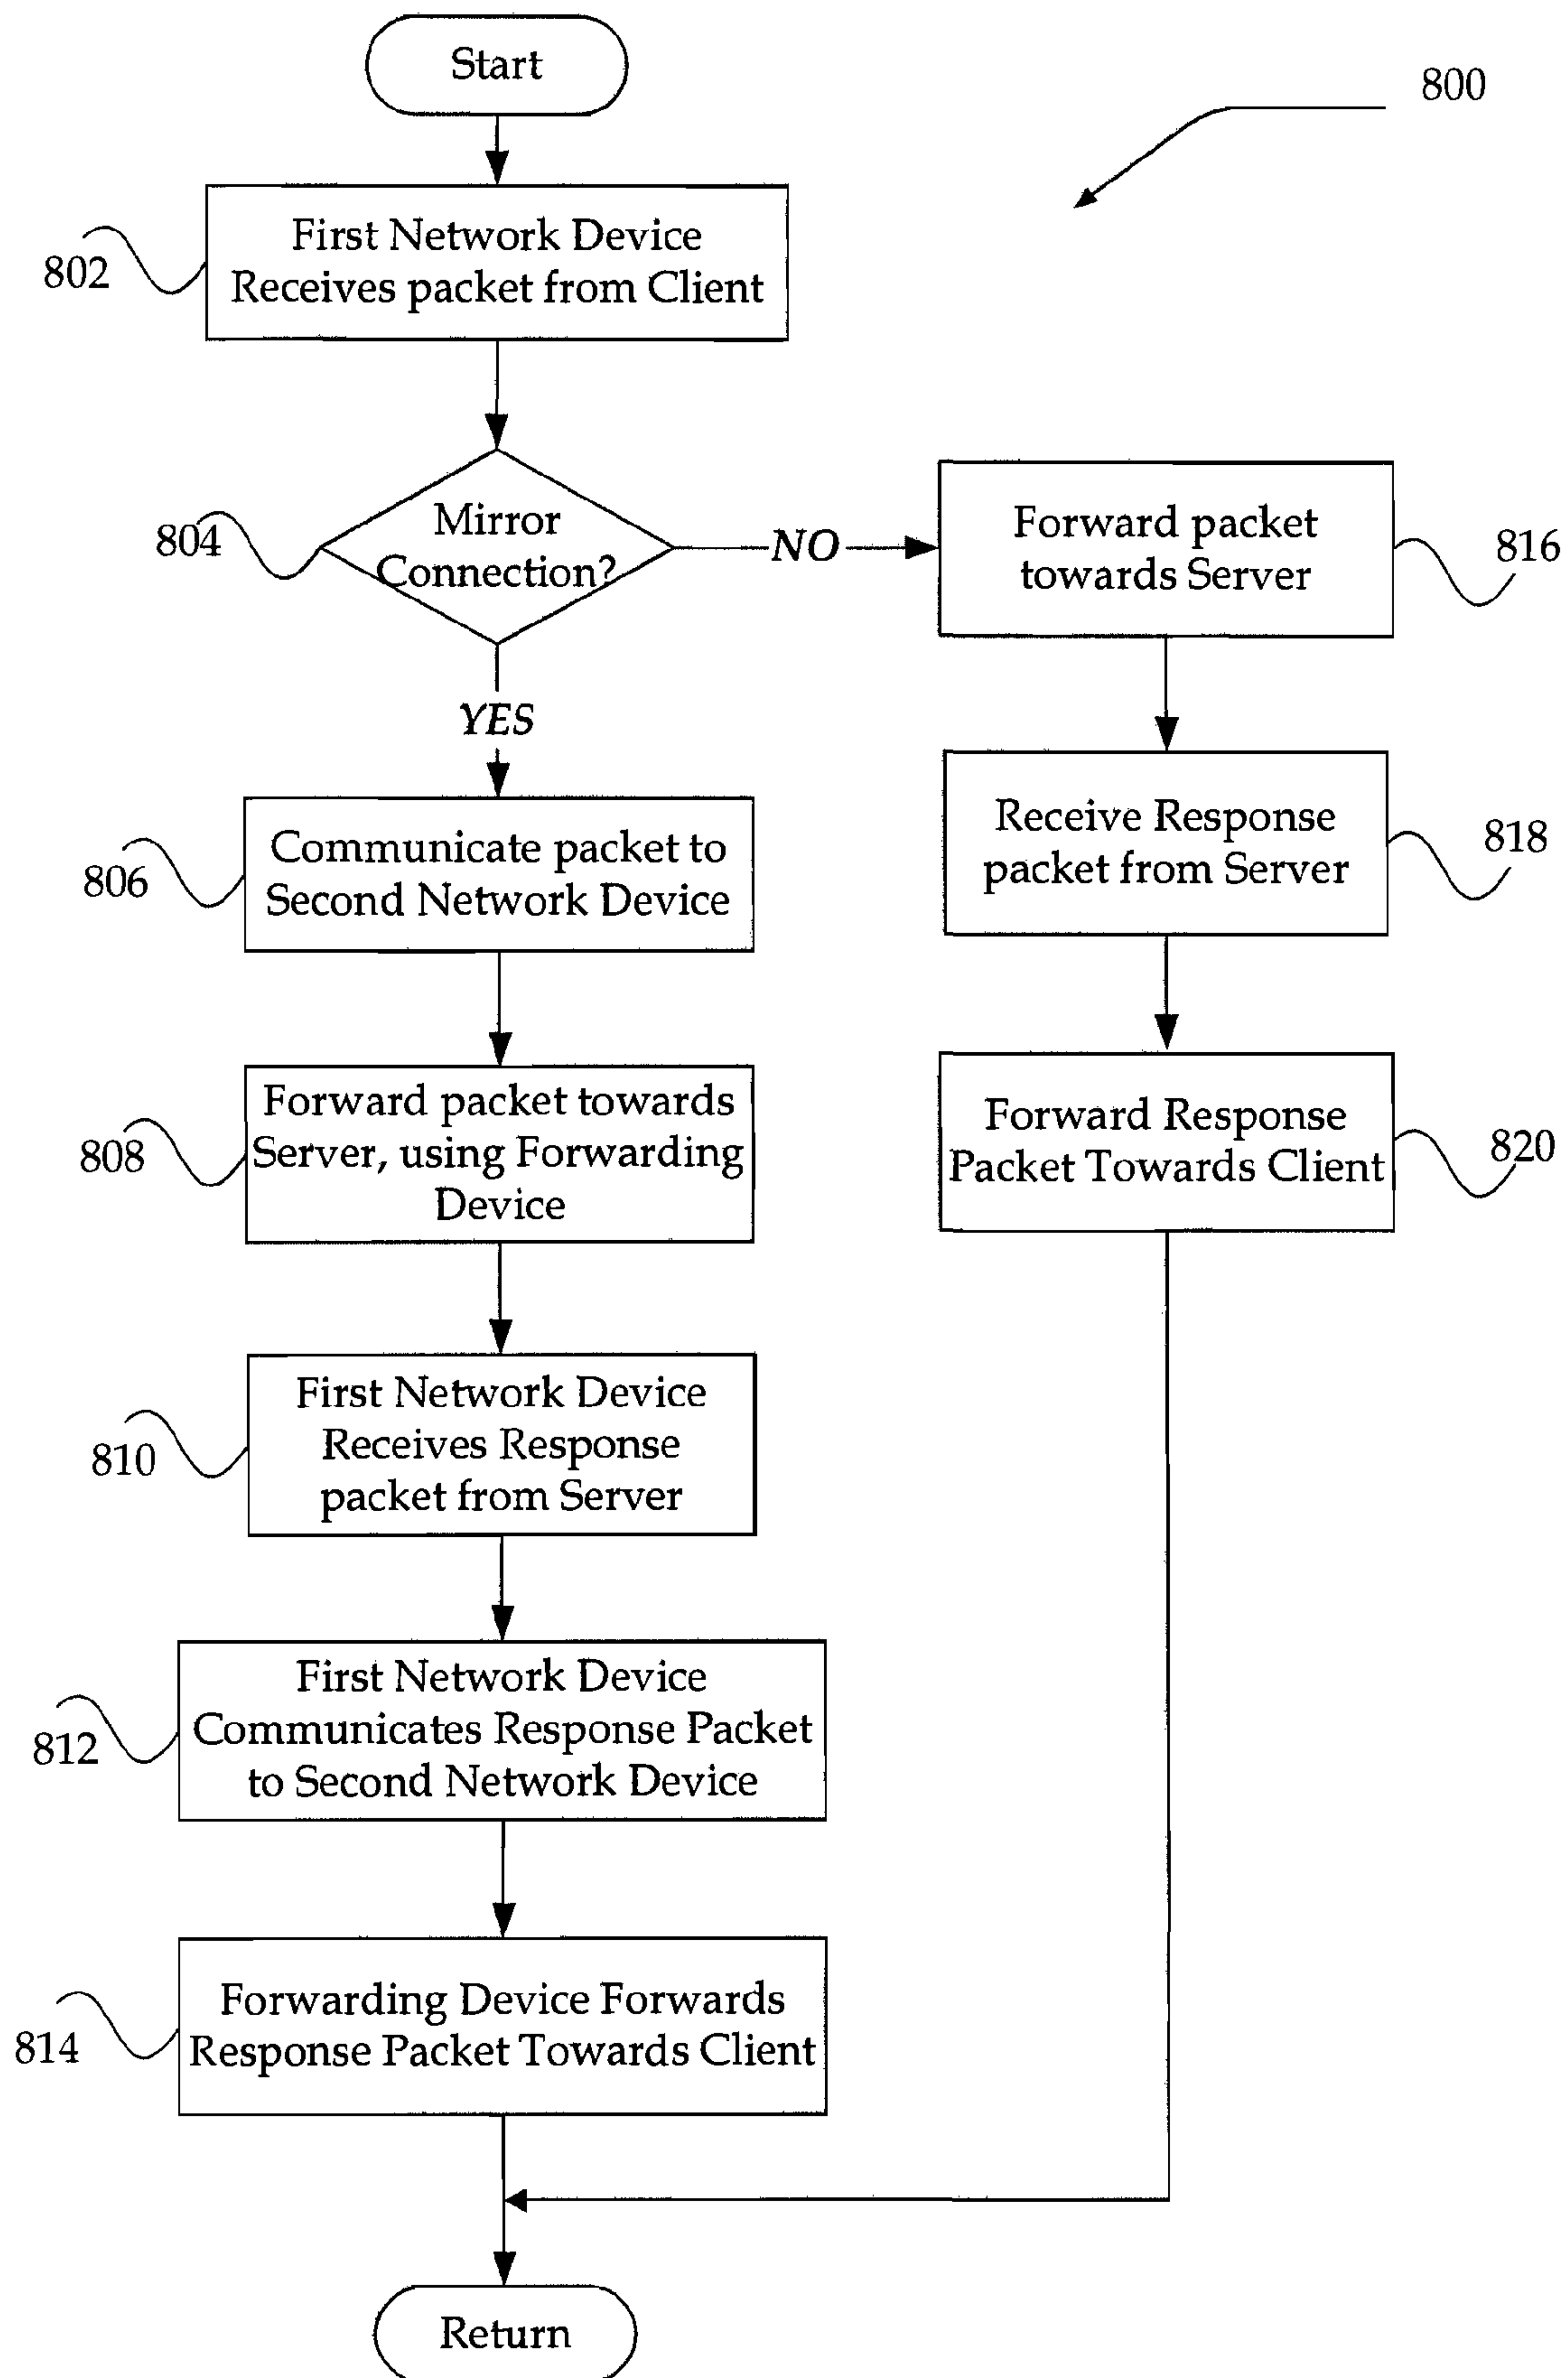 Start
800
802
First Network Device
Receives packet from Client
804
Mirror
Connection?
NO
816
Forward packet
towards Server
YES
818
Receive Response
packet from Server
806
Communicate packet to
Second Network Device
820
Forward Response
Packet Towards Client
808
Forward packet towards
Server, using Forwarding
Device
810
First Network Device
Receives Response
packet from Server
812
First Network Device
Communicates Response Packet
to Second Network Device
814
Forwarding Device Forwards
Response Packet Towards Client
Return